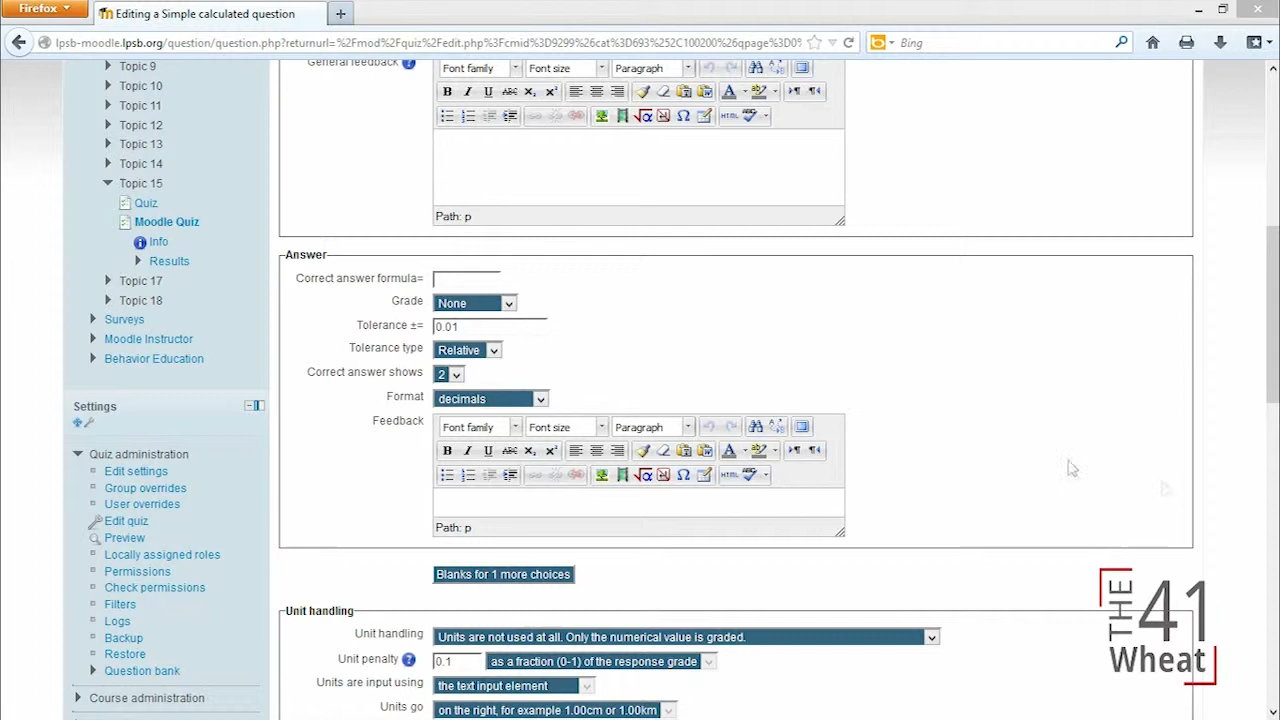 Firefox
Editing a Simple calculated question
lpsb-moodle.lpsb.org/question/question.php?returnurl=%2Fmod%2Fquiz%2Fedit.php%3Fcmid%3D9299%26cat%3D693%252C100200%26qpage%3D0%
Bing
Topic 9
Topic 10
Topic 11
Topic 12
Topic 13
Topic 14
Topic 15
Quiz
Moodle Quiz
Info
Results
Topic 17
Topic 18
Surveys
Moodle Instructor
Behavior Education
Settings
Quiz administration
Edit settings
Group overrides
User overrides
Edit quiz
Preview
Locally assigned roles
Permissions
Check permissions
Filters
Logs
Backup
Restore
Question bank
Course administration
General feedback
Font family Font size Paragraph
Path: p
Answer
Correct answer formula=
Grade None
Tolerance ±= 0.01
Tolerance type Relative
Correct answer shows 2
Format decimals
Feedback
Font family Font size Paragraph
Path: p
Blanks for 1 more choices
Unit handling
Unit handling Units are not used at all. Only the numerical value is graded.
Unit penalty 0.1 as a fraction (0-1) of the response grade
Units are input using the text input element
Units go on the right, for example 1.00cm or 1.00km
THE 41
Wheat